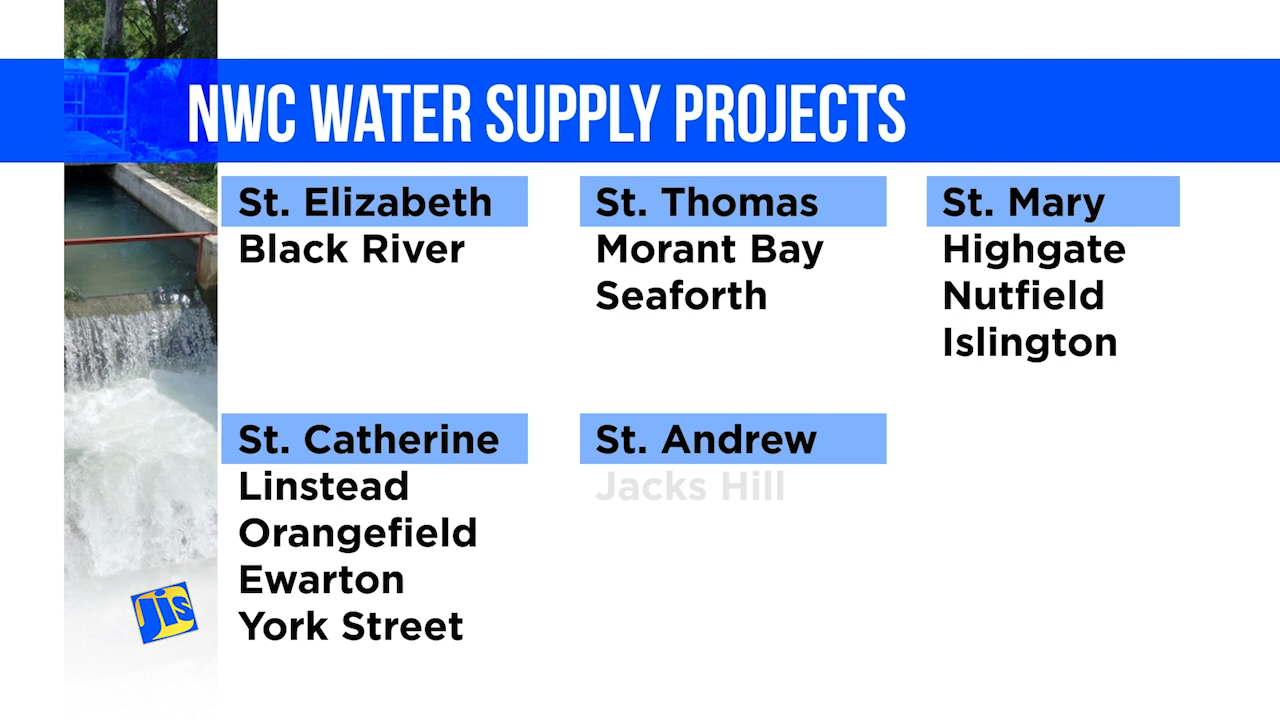 NWC WATER SUPPLY PROJECTS
St. Elizabeth
Black River
St. Thomas
Morant Bay
Seaforth
St. Mary
Highgate
Nutfield
Islington
St. Catherine
Linstead
Orangefield
Ewarton
York Street
St. Andrew
Jacks Hill
Jis